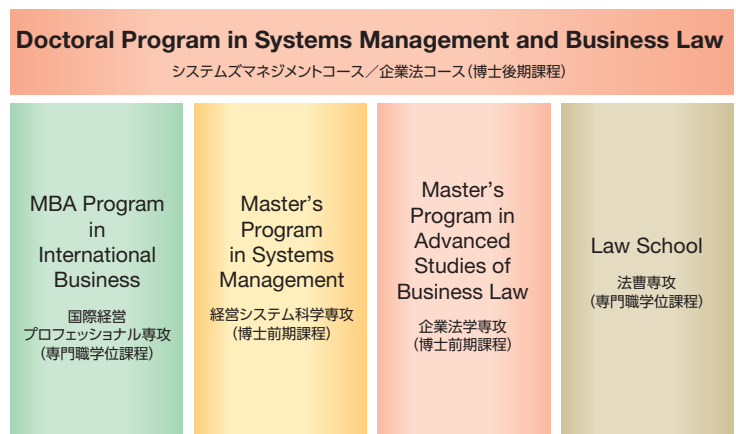 Doctoral Program in Systems Management and Business Law
システムズマネジメントコース／企業法コース（博士後期課程）
MBA Program
in
International
Business
国際経営
プロフェッショナル専攻
（専門職学位課程）
Master’s
Program
in Systems
Management
経営システム科学専攻
（博士前期課程）
Master’s
Program in
Advanced
Studies of
Business Law
企業法学専攻
（博士前期課程）
Law School
法曹専攻
（専門職学位課程）